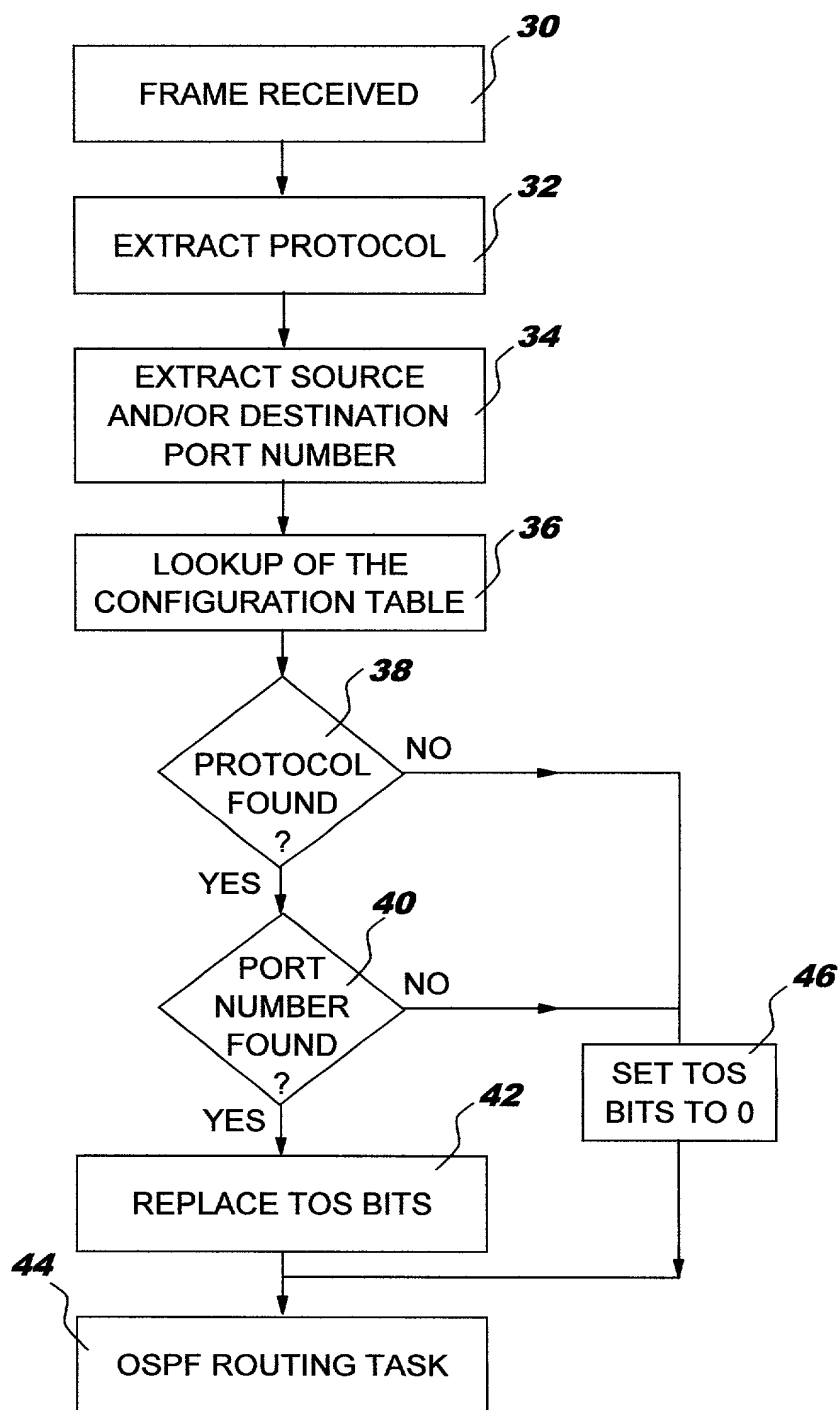 30
FRAME RECEIVED
32
EXTRACT PROTOCOL
34
EXTRACT SOURCE
AND/OR DESTINATION
PORT NUMBER
36
LOOKUP OF THE
CONFIGURATION TABLE
38
PROTOCOL
FOUND
?
NO
YES
40
PORT
NUMBER
FOUND
?
NO
46
SET TOS
BITS TO 0
YES
42
REPLACE TOS BITS
44
OSPF ROUTING TASK